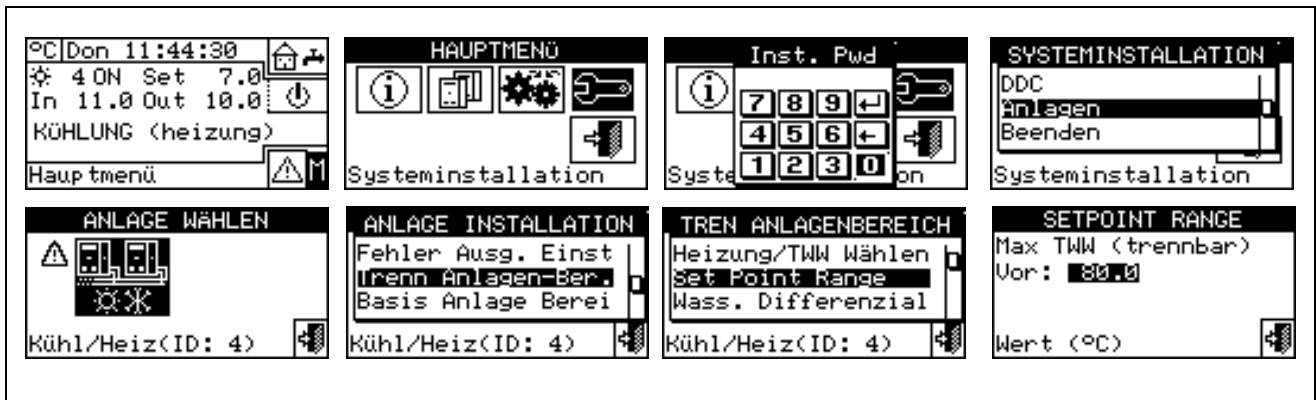 ºC Don 11:44:30
4 ON Set 7.0
In 11.0 Out 10.0
KüHLUNG (heizung)
Haup tmenü
M
HAUPTMENÜ
Systeminstallation
Inst. Pwd
7 8 9
4 5 6
1 2 3 0
Syste
on
SYSTEMINSTALLATION
DDC
Anlagen
Beenden
Systeminstallation
ANLAGE WäHLEN
Kühl/Heiz(ID: 4)
ANLAGE INSTALLATION
Fehler Ausg. Einst
Trenn Anlagen-Ber.
Basis Anlage Berei
Kühl/Heiz(ID: 4)
TREN ANLAGENBEREICH
Heizung/TWW Wählen
Set Point Range
Wass. Differenzial
Kühl/Heiz(ID: 4)
SETPOINT RANGE
Max TWW (trennbar)
Vor: 80.0
Wert (ºC)